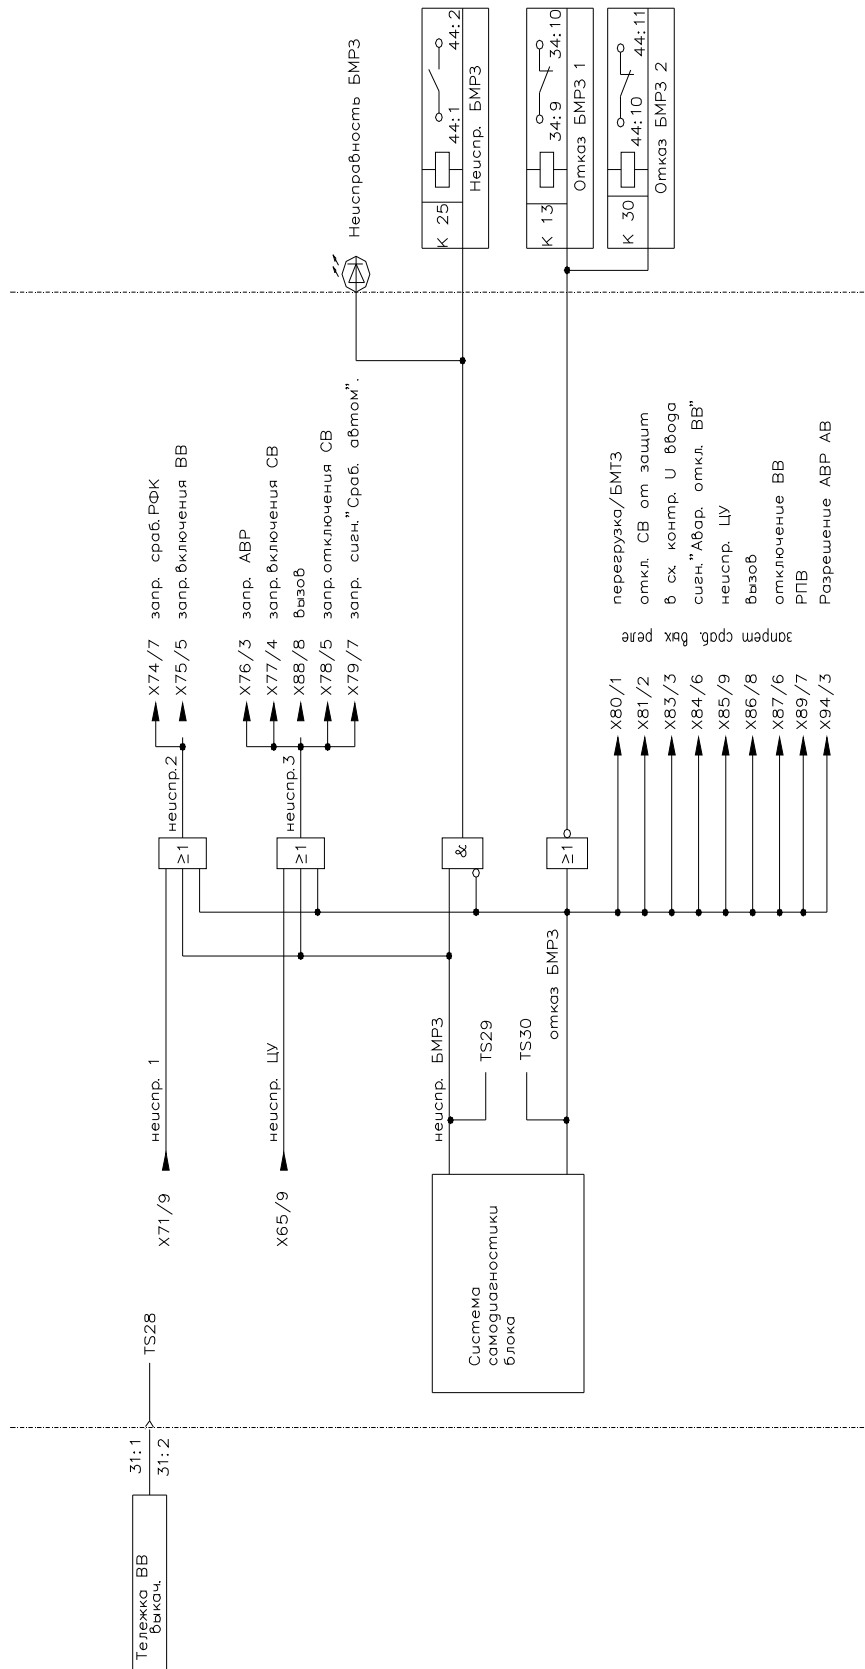 Тележка ВВ
выкач.
31:1
31:2
TS28
X71/9
неиспр. 1
≥1
неиспр.2
X74/7 запр. сраб.РФК
X75/5 запр.включения ВВ
X65/9
неиспр. ЦУ
≥1
неиспр.3
X76/3 запр. АВР
X77/4 запр.включения СВ
X88/8 вызов
X78/5 запр.отключения СВ
X79/7 запр. сигн."Сраб. автом".
Неисправность БМРЗ
Система
самодиагностики
блока
неиспр. БМРЗ
TS29
TS30
отказ БМРЗ
&
≥1
К 25
44:1 44:2
Неиспр. БМРЗ
К 13
34:9 34:10
Отказ БМРЗ 1
К 30
44:10 44:11
Отказ БМРЗ 2
X80/1 перегрузка/БМТЗ
X81/2 откл. СВ от защит
X83/3 в сх. контр. U ввода
X84/6 сигн."Авар. откл. ВВ"
X85/9 неиспр. ЦУ
X86/8 вызов
X87/6 отключение ВВ
X89/7 РПВ
X94/3 Разрешение АВР АВ
запрет сраб. вых реле